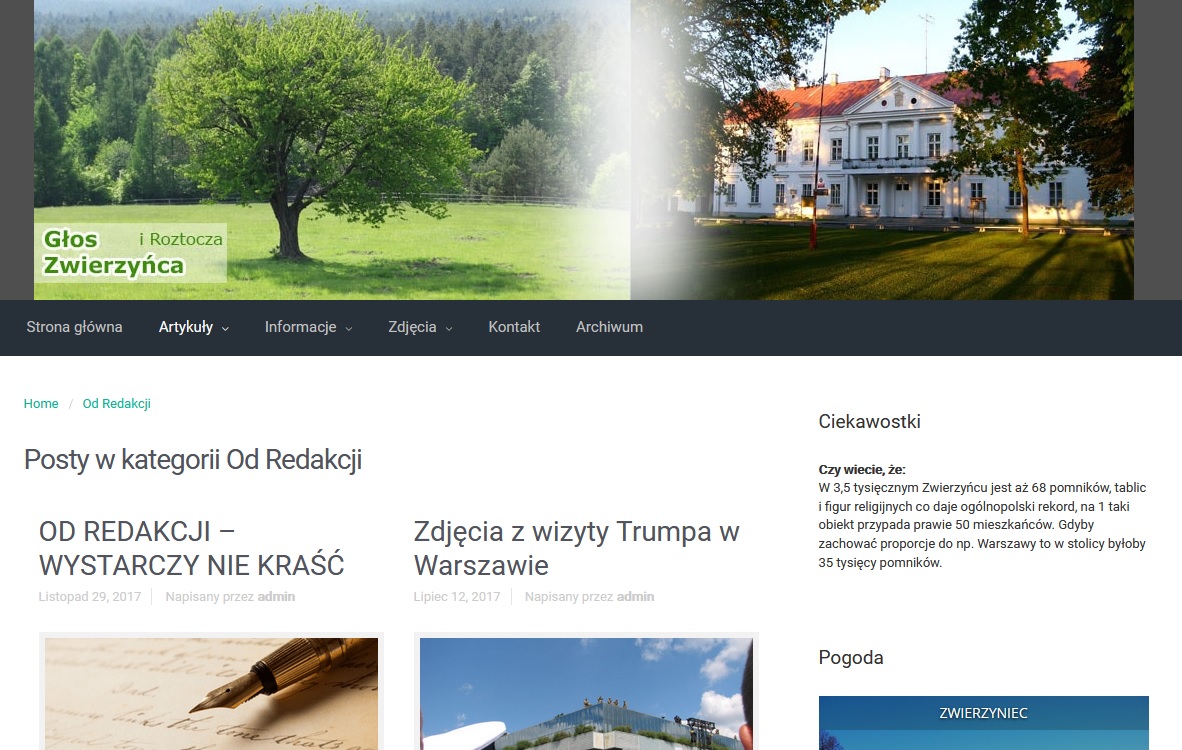 Głos i Roztocza
Zwierzyńca
Strona główna Artykuły Informacje Zdjęcia Kontakt Archiwum
Home / Od Redakcji
Posty w kategorii Od Redakcji
OD REDAKCJI –
WYSTARCZY NIE KRAŚĆ
Listopad 29, 2017 Napisany przez admin
Zdjęcia z wizyty Trumpa w
Warszawie
Lipiec 12, 2017 Napisany przez admin
Ciekawostki
Czy wiecie, że:
W 3,5 tysięcznym Zwierzyńcu jest aż 68 pomników, tablic
i figur religijnych co daje ogólnopolski rekord, na 1 taki
obiekt przypada prawie 50 mieszkańców. Gdyby
zachować proporcje do np. Warszawy to w stolicy byłoby
35 tysięcy pomników.
Pogoda
ZWIERZYNIEC